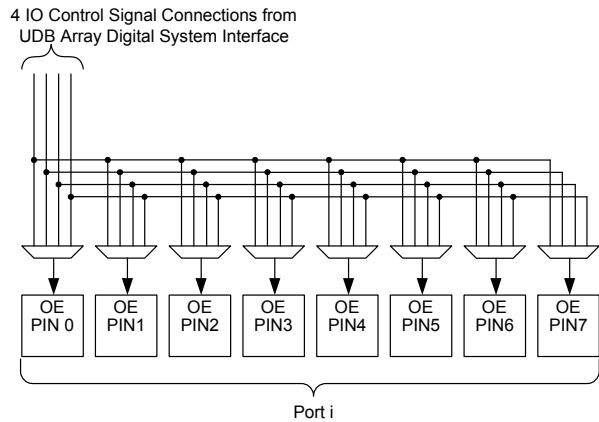 4 IO Control Signal Connections from
UDB Array Digital System Interface
OE
PIN 0
OE
PIN1
OE
PIN2
OE
PIN3
OE
PIN4
OE
PIN5
OE
PIN6
OE
PIN7
Port i